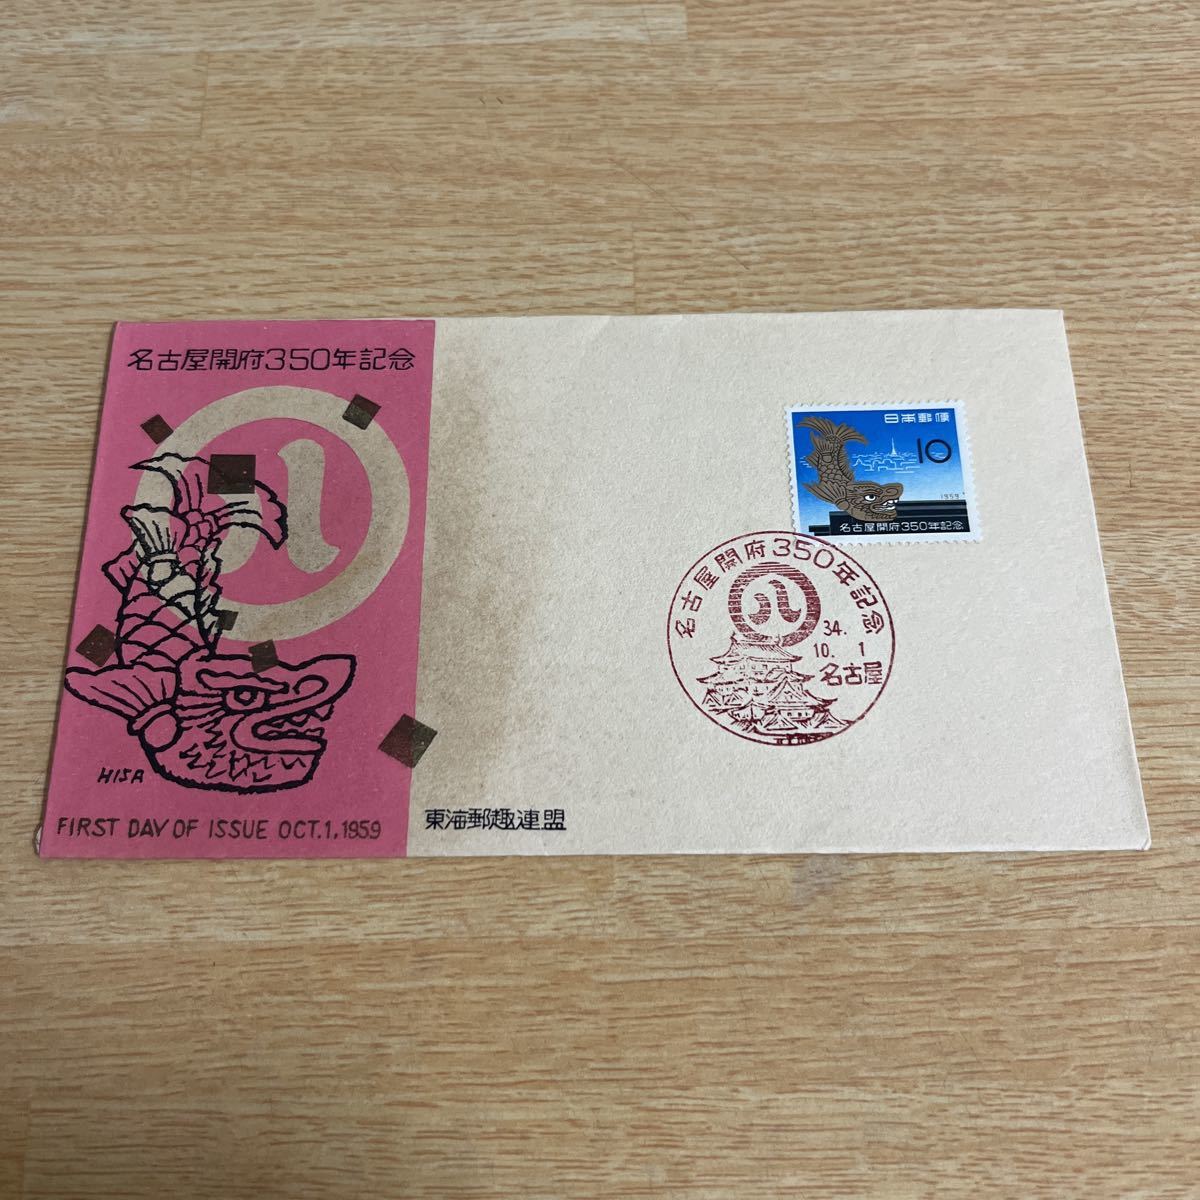 名古屋開府350年記念
八
HISA
FIRST DAY OF ISSUE OCT.1,1959
東海郵趣連盟
日本郵便
10
1959
名古屋開府350年記念
名古屋開府350年記念
八
34.
10. 1
名古屋